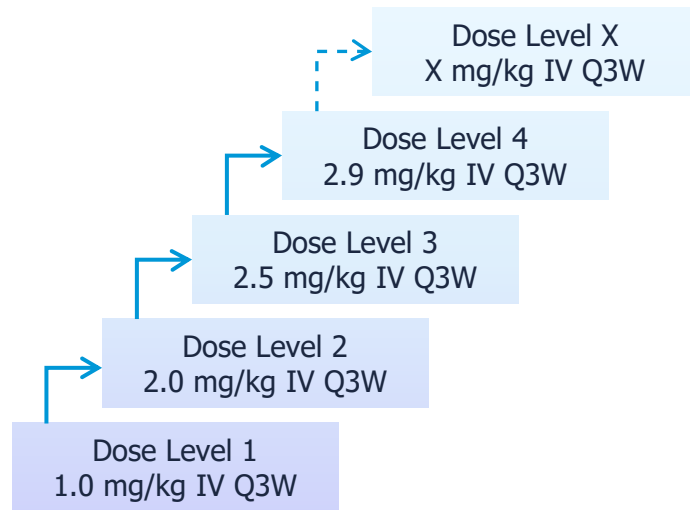 Dose Level X
X mg/kg IV Q3W
Dose Level 4
2.9 mg/kg IV Q3W
Dose Level 3
2.5 mg/kg IV Q3W
Dose Level 2
2.0 mg/kg IV Q3W
Dose Level 1
1.0 mg/kg IV Q3W